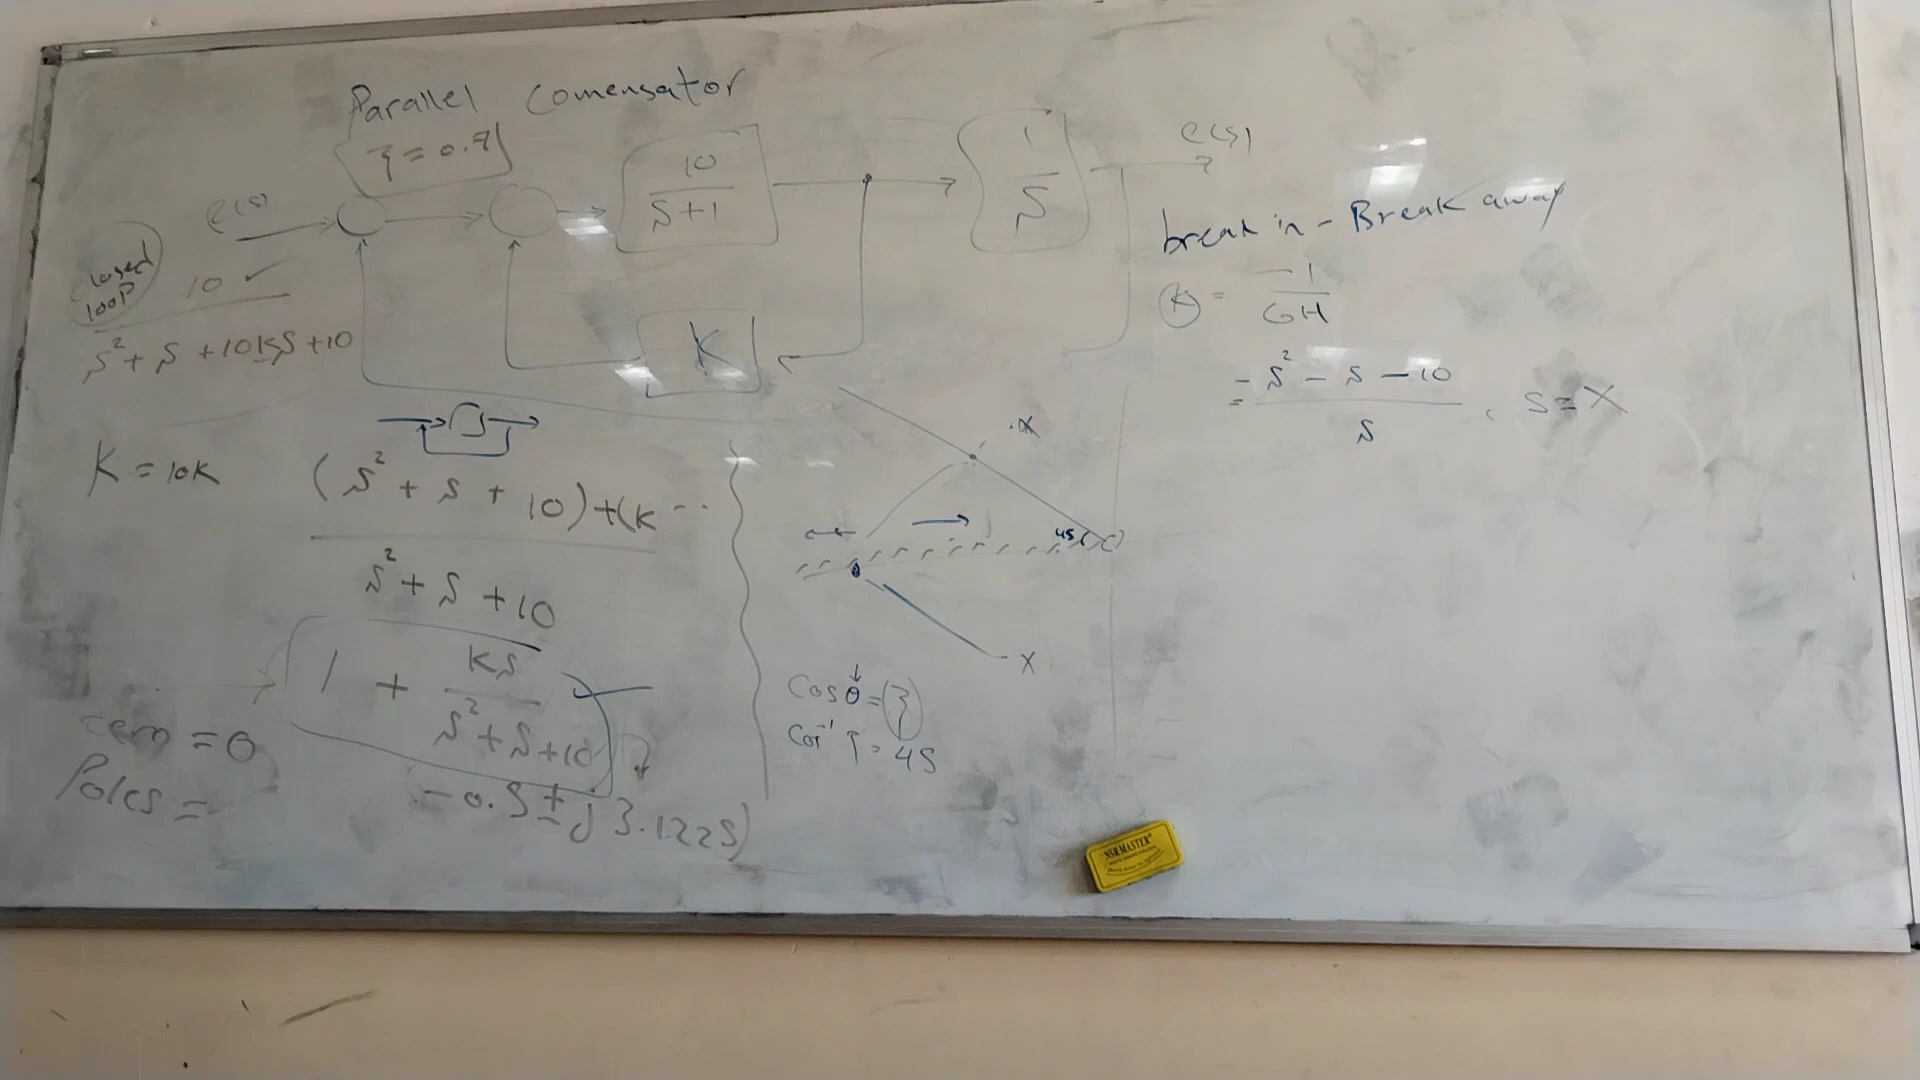 Parallel Comensator
ζ = 0.7
10
S+1
1
S
C(S)
R(S)
closed loop
10 ✓
S² + S + 10KS + 10
K
K = 10K
(S² + S + 10) + (K ...
S² + S + 10
1 + KS
S² + S + 10
zero = 0
Poles = -0.5 ± j 3.1225
x
45
x
Cos θ = ζ
Cos⁻¹ ζ = 45
break in - Break away
K = -1
GH
= -S² - S - 10
S
, S = X
NSR MASTER